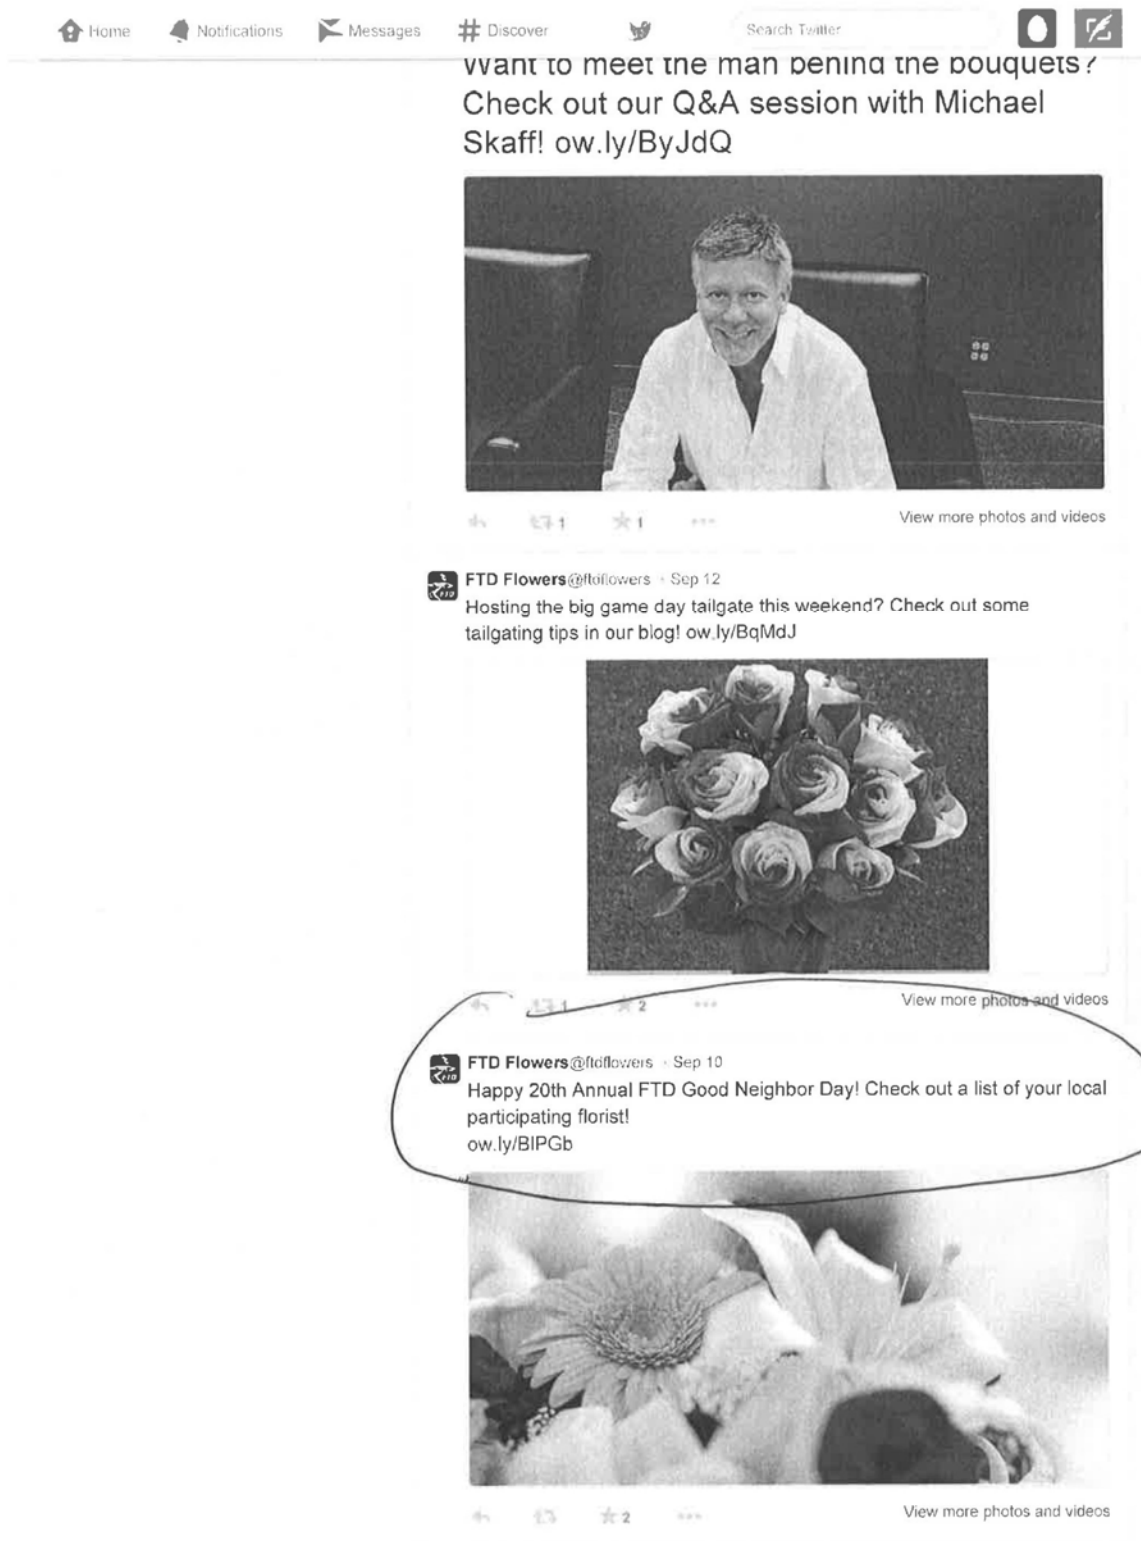 Home Notifications Messages Discover Search Twitter
Want to meet the man behind the bouquets?
Check out our Q&A session with Michael
Skaff! ow.ly/ByJdQ
1 1 View more photos and videos
FTD Flowers@ftdflowers · Sep 12
Hosting the big game day tailgate this weekend? Check out some
tailgating tips in our blog! ow.ly/BqMdJ
1 2 View more photos and videos
FTD Flowers@ftdflowers · Sep 10
Happy 20th Annual FTD Good Neighbor Day! Check out a list of your local
participating florist!
ow.ly/BIPGb
2 View more photos and videos